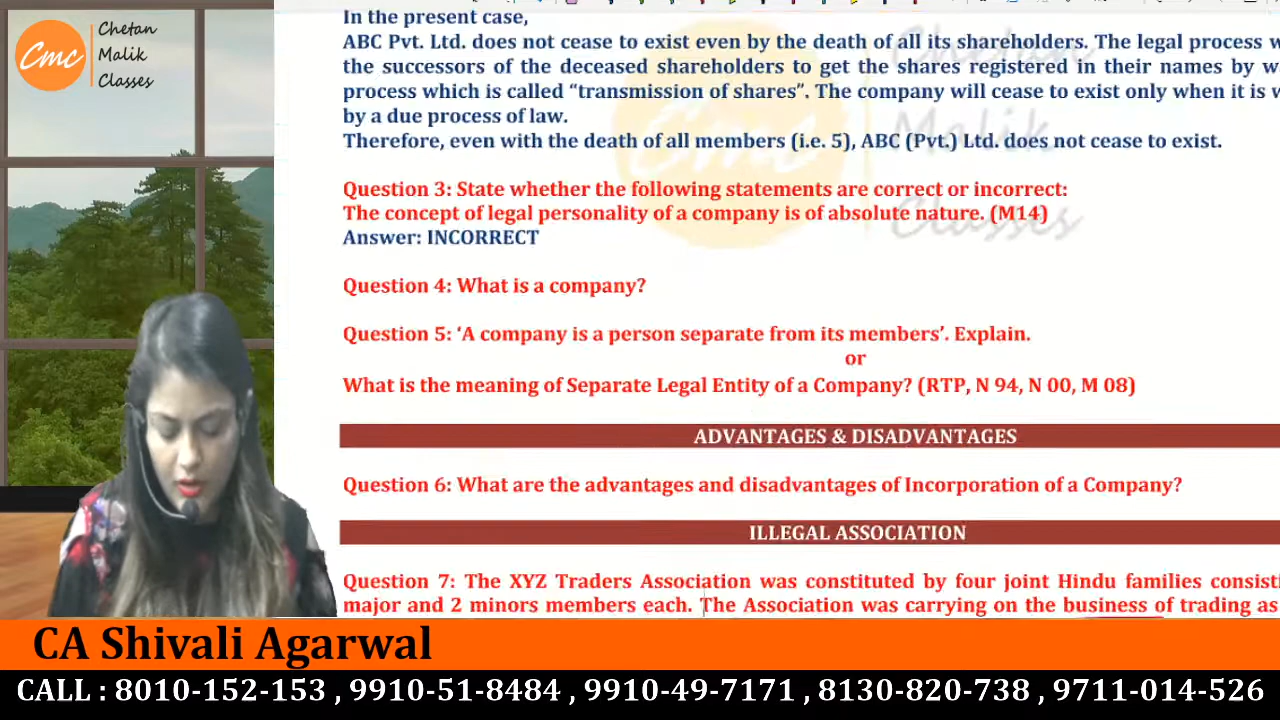 Chetan
Malik
Classes
cmc
In the present case,
ABC Pvt. Ltd. does not cease to exist even by the death of all its shareholders. The legal process
the successors of the deceased shareholders to get the shares registered in their names by
process which is called “transmission of shares”. The company will cease to exist only when it is
by a due process of law.
Therefore, even with the death of all members (i.e. 5), ABC (Pvt.) Ltd. does not cease to exist.
Question 3: State whether the following statements are correct or incorrect:
The concept of legal personality of a company is of absolute nature. (M14)
Answer: INCORRECT
Question 4: What is a company?
Question 5: ‘A company is a person separate from its members’. Explain.
or
What is the meaning of Separate Legal Entity of a Company? (RTP, N 94, N 00, M 08)
ADVANTAGES & DISADVANTAGES
Question 6: What are the advantages and disadvantages of Incorporation of a Company?
ILLEGAL ASSOCIATION
Question 7: The XYZ Traders Association was constituted by four joint Hindu families
major and 2 minors members each. The Association was carrying on the business of trading as
Chetan
Malik
Classes
CA Shivali Agarwal
CALL : 8010-152-153 , 9910-51-8484 , 9910-49-7171 , 8130-820-738 , 9711-014-526